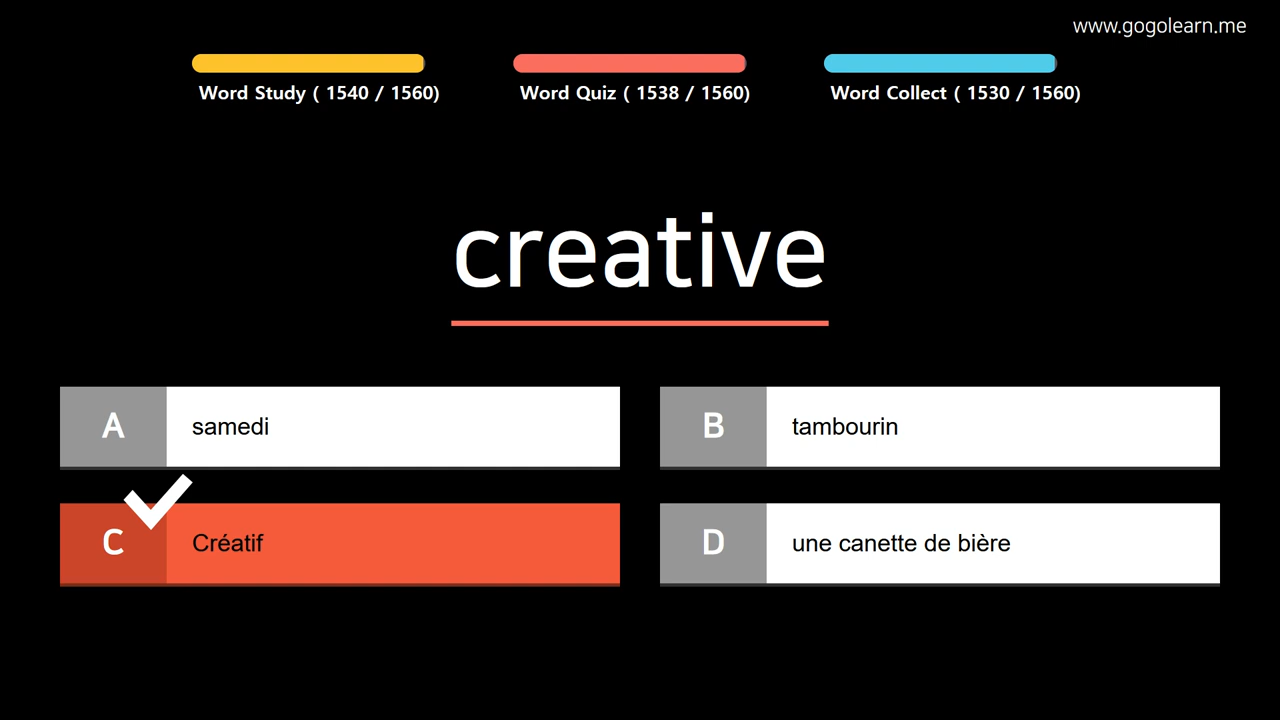 www.gogolearn.me
Word Study ( 1540 / 1560)
Word Quiz ( 1538 / 1560)
Word Collect ( 1530 / 1560)
creative
A samedi
B tambourin
C Créatif
D une canette de bière